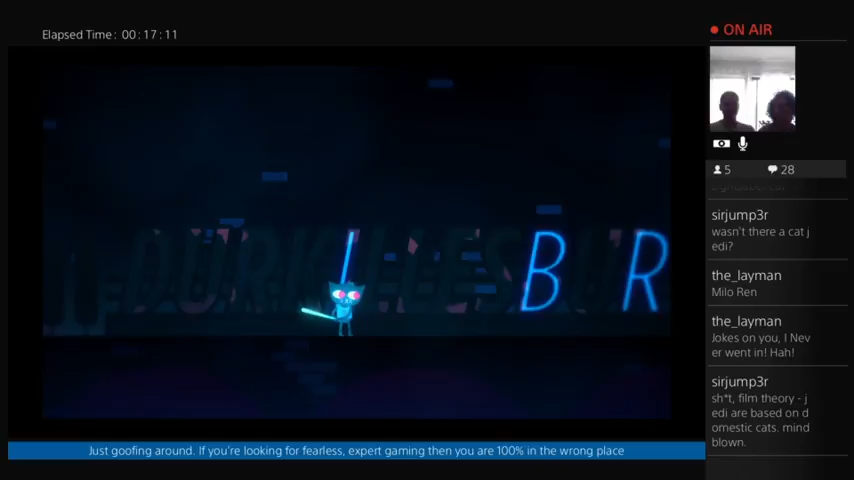 Elapsed Time: 00:17:11
ON AIR
5
28
sirjump3r
wasn't there a cat j
edi?
the_layman
Milo Ren
the_layman
Jokes on you, I Nev
er went in! Hah!
sirjump3r
sh*t, film theory - j
edi are based on d
omestic cats. mind
blown.
B R
Just goofing around. If you're looking for fearless, expert gaming then you are 100% in the wrong place